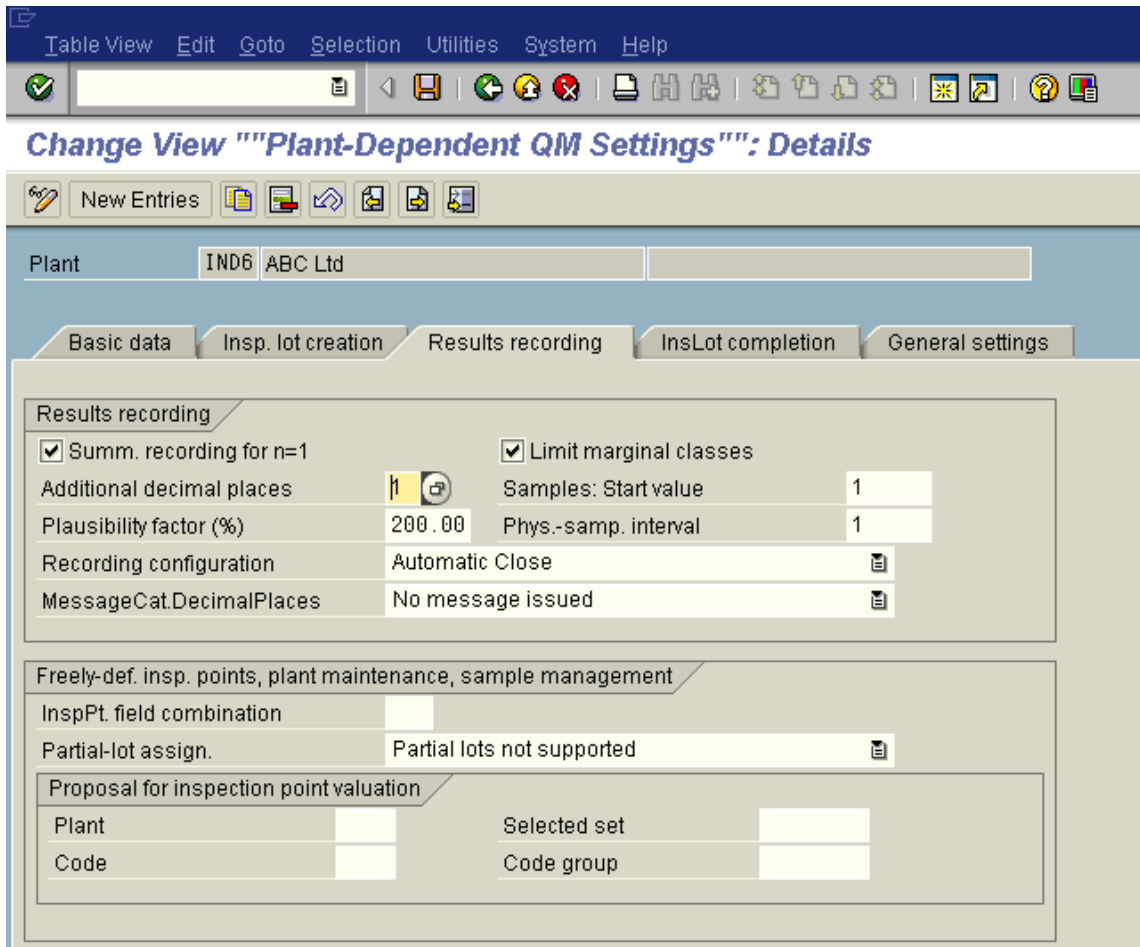 Table View Edit Goto Selection Utilities System Help
Change View ""Plant-Dependent QM Settings"": Details
New Entries
Plant IND6 ABC Ltd
Basic data Insp. lot creation Results recording InsLot completion General settings
Results recording
Summ. recording for n=1 Limit marginal classes
Additional decimal places 1 Samples: Start value 1
Plausibility factor (%) 200.00 Phys.-samp. interval 1
Recording configuration Automatic Close
MessageCat.DecimalPlaces No message issued
Freely-def. insp. points, plant maintenance, sample management
InspPt. field combination
Partial-lot assign. Partial lots not supported
Proposal for inspection point valuation
Plant Selected set
Code Code group